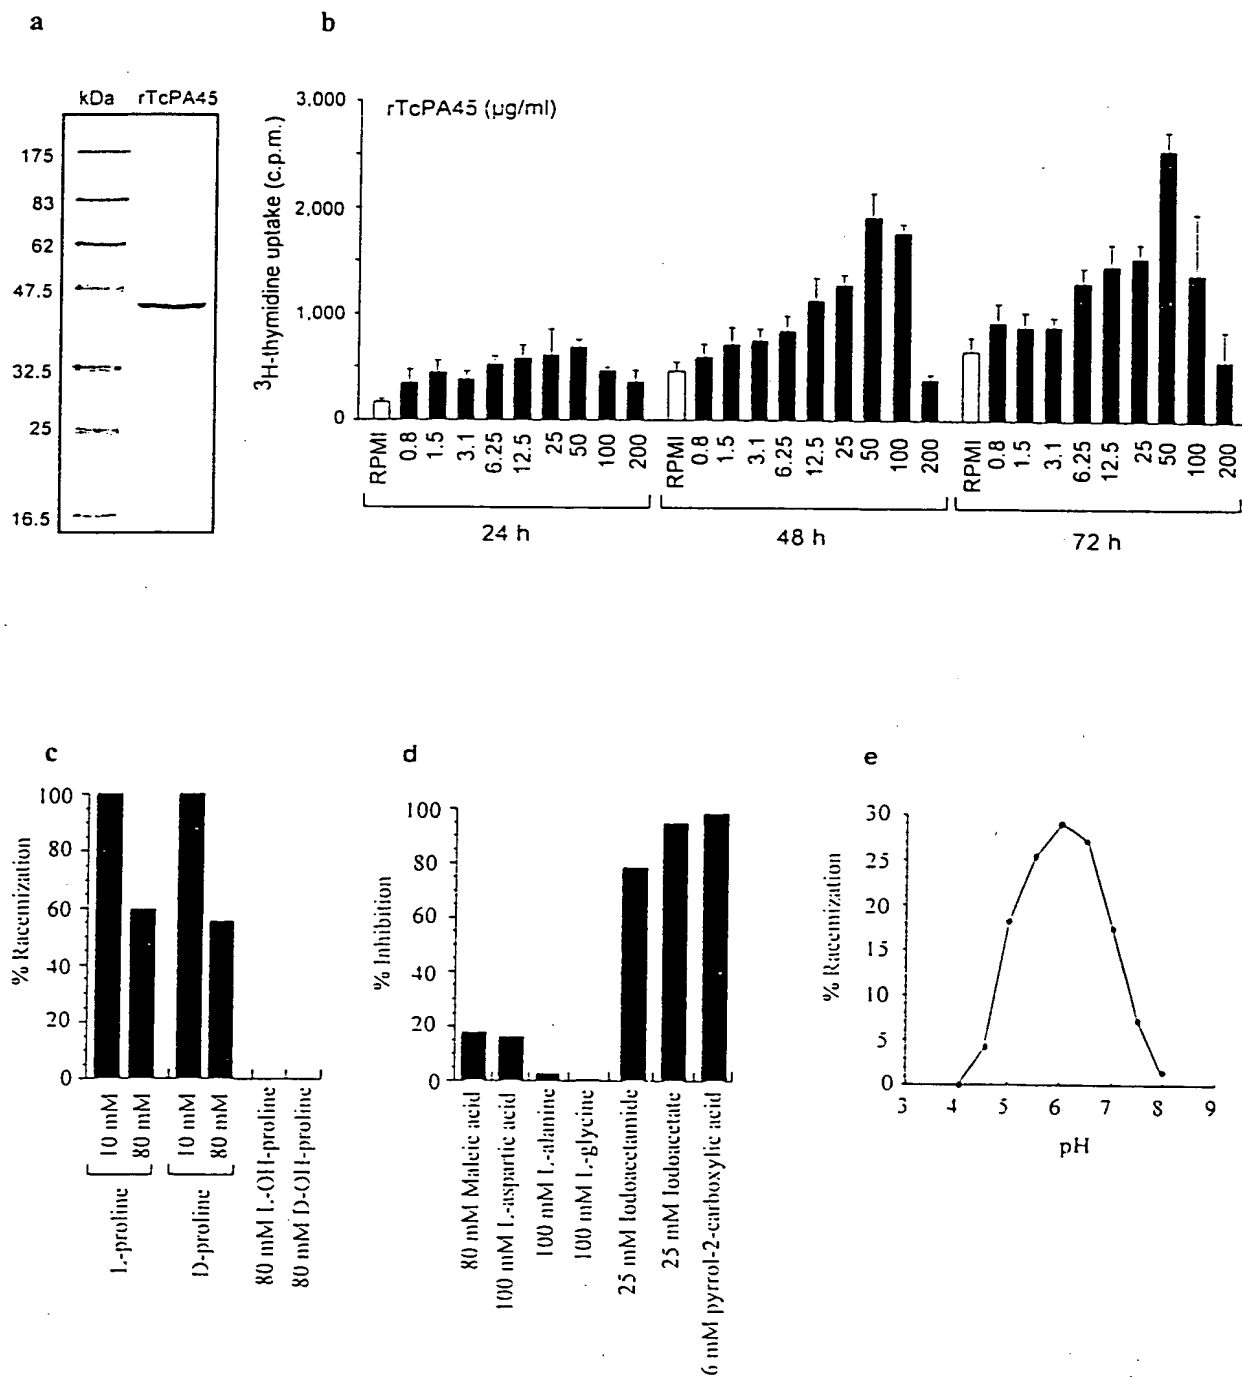 a
b
kDa rTcPA45
175
83
62
47.5
32.5
25
16.5
rTcPA45 (µg/ml)
³H-thymidine uptake (c.p.m.)
3,000
2,000
1,000
0
RPMI 0.8 1.5 3.1 6.25 12.5 25 50 100 200
RPMI 0.8 1.5 3.1 6.25 12.5 25 50 100 200
RPMI 0.8 1.5 3.1 6.25 12.5 25 50 100 200
24 h
48 h
72 h
c
% Racemization
100
80
60
40
20
0
10 mM
80 mM
10 mM
80 mM
L-proline
D-proline
80 mM L-OH-proline
80 mM D-OH-proline
d
% Inhibition
100
80
60
40
20
0
80 mM Maleic acid
100 mM L-aspartic acid
100 mM L-alanine
100 mM L-glycine
25 mM Iodoacetamide
25 mM Iodoacetate
6 mM pyrrol-2-carboxylic acid
e
% Racemization
30
25
20
15
10
5
0
3 4 5 6 7 8 9
pH